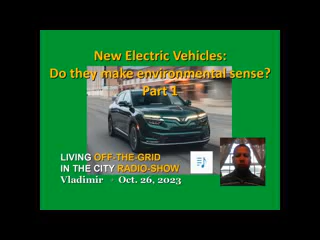 New Electric Vehicles:
Do they make environmental sense?
Part 1
LIVING OFF-THE-GRID
IN THE CITY RADIO-SHOW
Vladimir - Oct. 26, 2023